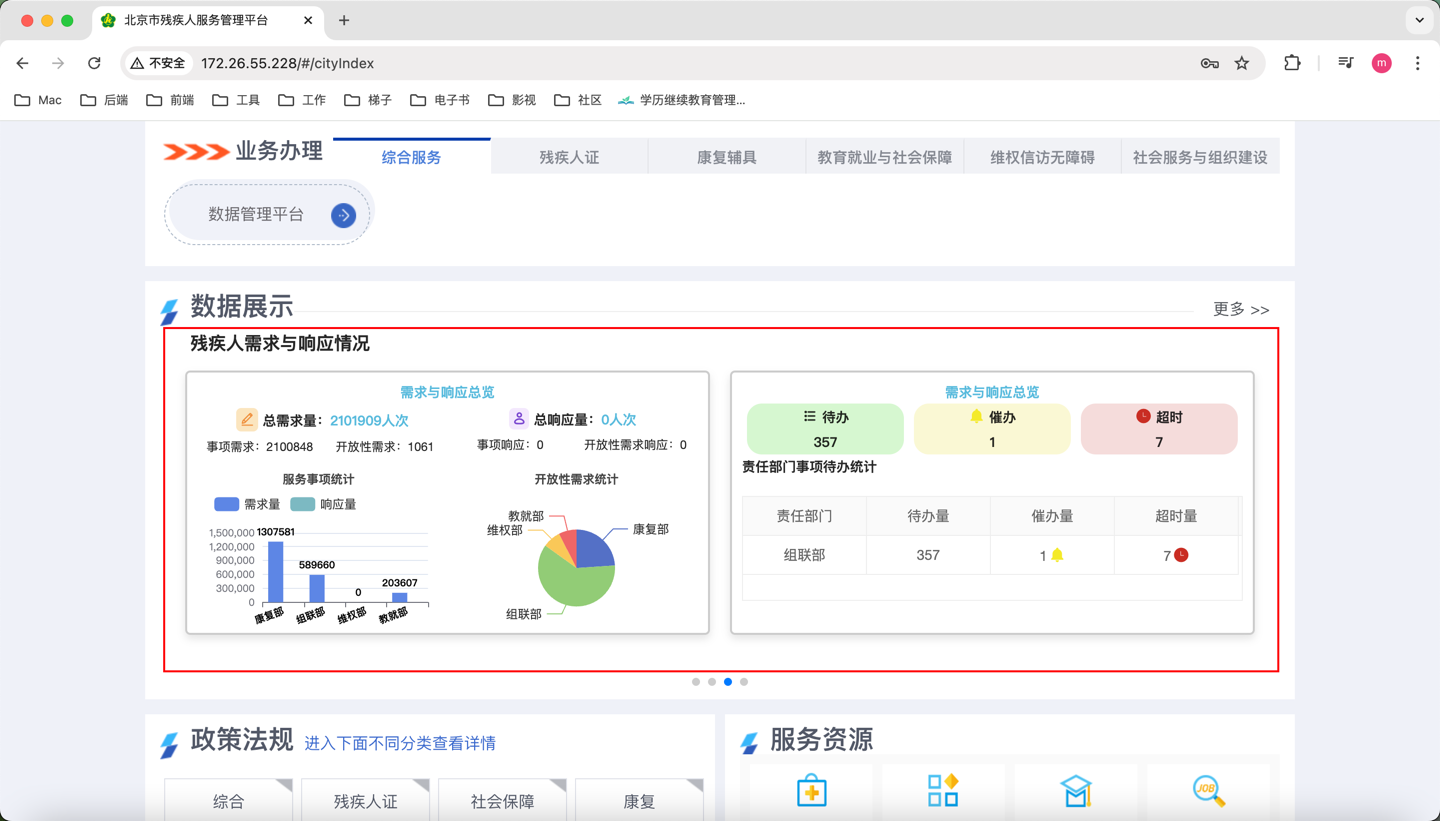 北京市残疾人服务管理平台
不安全 172.26.55.228/#/cityIndex
m
Mac 后端 前端 工具 工作 梯子 电子书 影视 社区 学历继续教育管理...
业务办理 综合服务 残疾人证 康复辅具 教育就业与社会保障 维权信访无障碍 社会服务与组织建设
数据管理平台
数据展示 更多 >>
残疾人需求与响应情况
需求与响应总览
总需求量：2101909人次 总响应量：0人次
事项需求：2100848 开放性需求：1061 事项响应：0 开放性需求响应：0
服务事项统计
需求量 响应量
1,500,000
1,200,000
900,000
600,000
300,000
0
1307581
589660
0
203607
康复部 组联部 维权部 教就部
开放性需求统计
教就部
维权部
康复部
组联部
需求与响应总览
待办 催办 超时
357 1 7
责任部门事项待办统计
责任部门 待办量 催办量 超时量
组联部 357 1 7
政策法规 进入下面不同分类查看详情
综合 残疾人证 社会保障 康复
服务资源
JOB